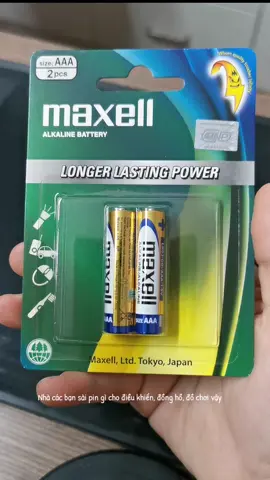 SIZE: AAA
2 pcs
maxell
ALKALINE BATTERY
LONGER LASTING POWER
maxell
maxell
AAA
Maxell, Ltd. Tokyo, Japan
Nhà các bạn sài pin gì cho điều khiển, đồng hồ, đồ chơi vậy